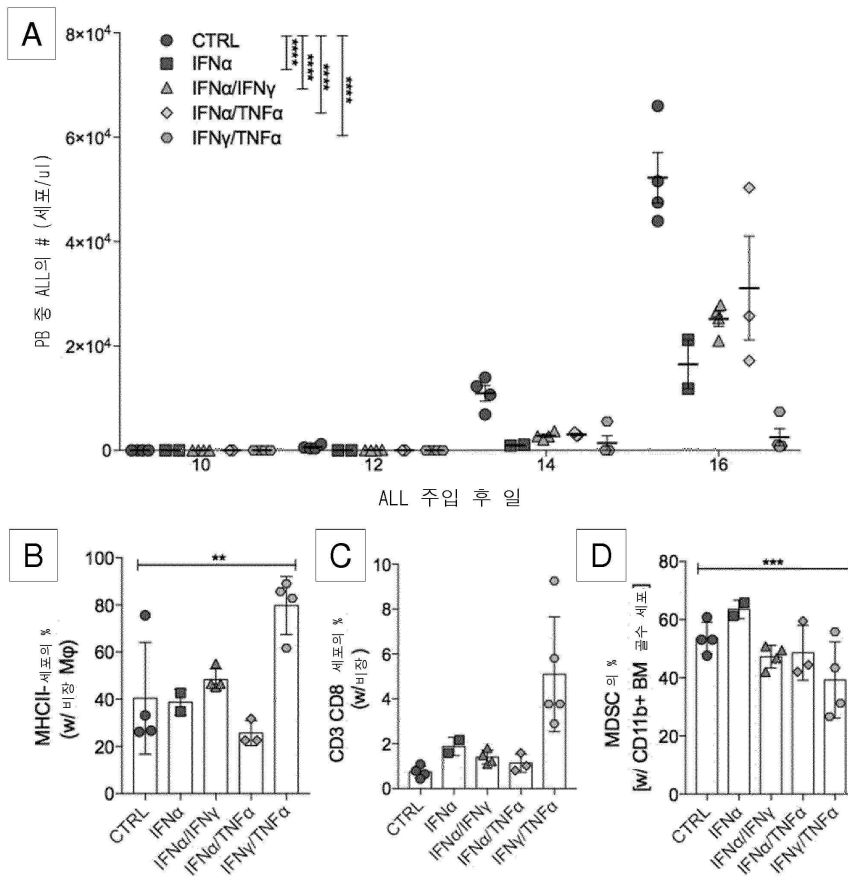 A
8×10⁴
6×10⁴
4×10⁴
2×10⁴
0
PB 중 ALL의 # (세포/ul)
CTRL
IFNα
IFNα/IFNγ
IFNα/TNFα
IFNγ/TNFα
****
****
****
****
10
12
14
16
ALL 주입 후 일
B
100
80
60
40
20
0
MHCII-세포의 %
(w/ 비장 Mφ)
**
CTRL
IFNα
IFNα/IFNγ
IFNα/TNFα
IFNγ/TNFα
C
10
8
6
4
2
0
CD3 CD8 세포의 %
(w/비장)
CTRL
IFNα
IFNα/IFNγ
IFNα/TNFα
IFNγ/TNFα
D
80
60
40
20
0
MDSC 의 %
[w/ CD11b+ BM 골수 세포]
***
CTRL
IFNα
IFNα/IFNγ
IFNα/TNFα
IFNγ/TNFα